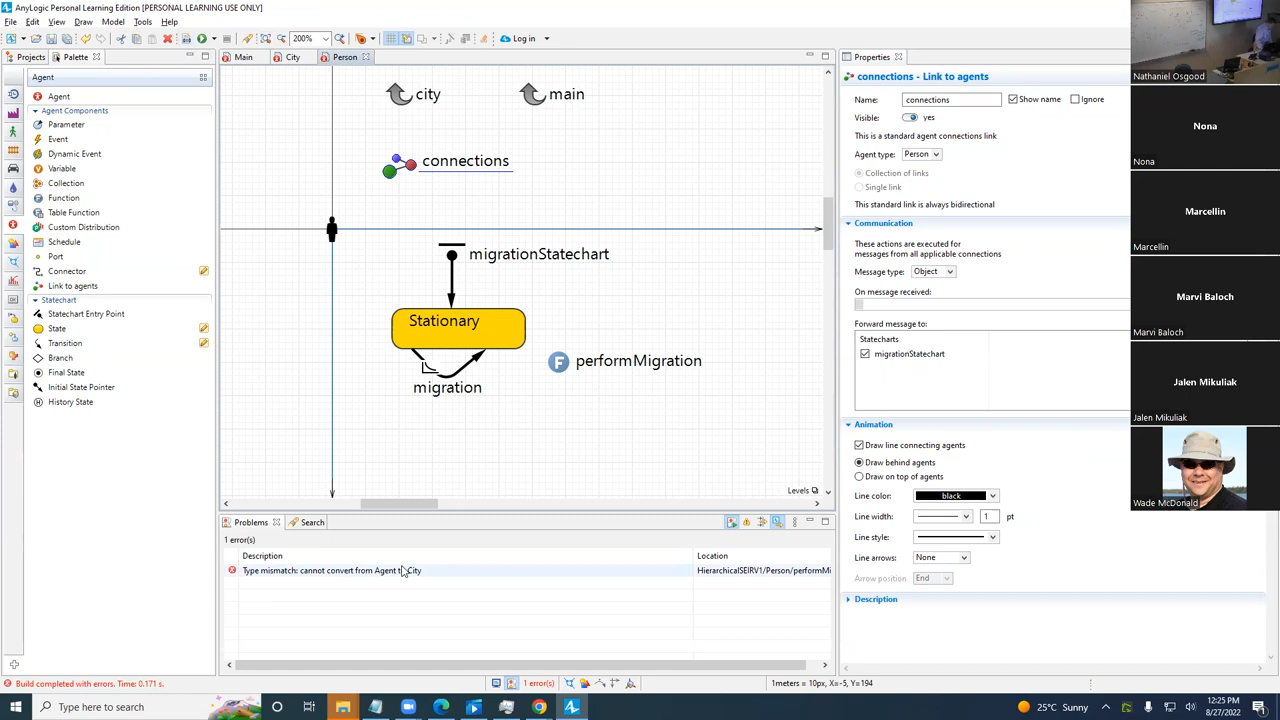 AnyLogic Personal Learning Edition [PERSONAL LEARNING USE ONLY]
File Edit View Draw Model Tools Help
200% Log in
Projects Palette
Main City Person
Properties
Agent
Agent
Agent Components
Parameter
Event
Dynamic Event
Variable
Collection
Function
Table Function
Custom Distribution
Schedule
Port
Connector
Link to agents
Statechart
Statechart Entry Point
State
Transition
Branch
Final State
Initial State Pointer
History State
city
main
connections
migrationStatechart
Stationary
F performMigration
migration
Levels
Problems Search
1 error(s)
Description Location
Type mismatch: cannot convert from Agent to City HierarchicalSEIRV1/Person/performMi
connections - Link to agents
Name: connections Show name Ignore
Visible: yes
This is a standard agent connections link
Agent type: Person
Collection of links
Single link
This standard link is always bidirectional
Communication
These actions are executed for
messages from all applicable connections
Message type: Object
On message received:
Forward message to:
Statecharts
migrationStatechart
Animation
Draw line connecting agents
Draw behind agents
Draw on top of agents
Line color: black
Line width: 1 pt
Line style:
Line arrows: None
Arrow position End
Description
Nathaniel Osgood
Nona
Nona
Marcellin
Marcellin
Marvi Baloch
Marvi Baloch
Jalen Mikuliak
Jalen Mikuliak
Wade McDonald
Build completed with errors. Time: 0.171 s.
1 error(s)
1meters = 10px, X=-5, Y=194
Type here to search
25°C Sunny
12:25 PM
8/27/2022
1